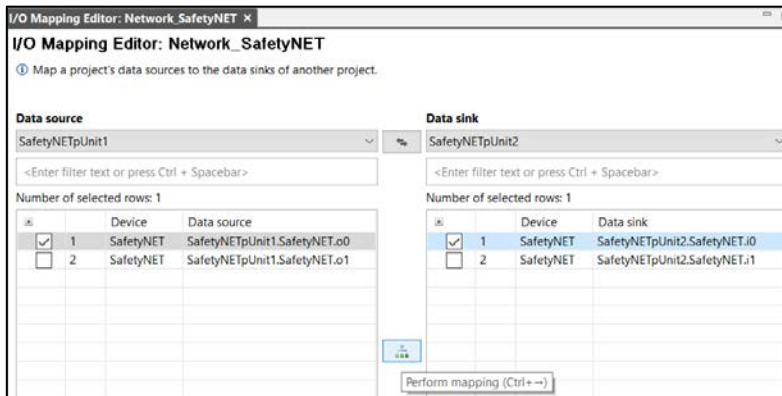 I/O Mapping Editor: Network_SafetyNET ×
I/O Mapping Editor: Network_SafetyNET
Map a project's data sources to the data sinks of another project.
Data source Data sink
SafetyNETpUnit1 SafetyNETpUnit2
<Enter filter text or press Ctrl + Spacebar> <Enter filter text or press Ctrl + Spacebar>
Number of selected rows: 1 Number of selected rows: 1
Device Data source Device Data sink
1 SafetyNET SafetyNETpUnit1.SafetyNET.o0 1 SafetyNET SafetyNETpUnit2.SafetyNET.i0
2 SafetyNET SafetyNETpUnit1.SafetyNET.o1 2 SafetyNET SafetyNETpUnit2.SafetyNET.i1
Perform mapping (Ctrl+→)